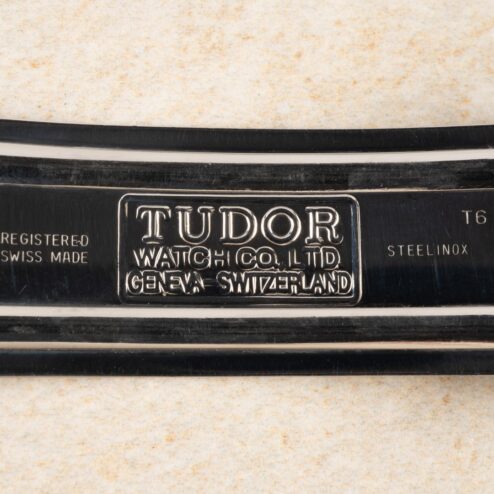 REGISTERED
SWISS MADE
TUDOR
WATCH CO. LTD
GENEVA SWITZERLAND
T6
STEELINOX